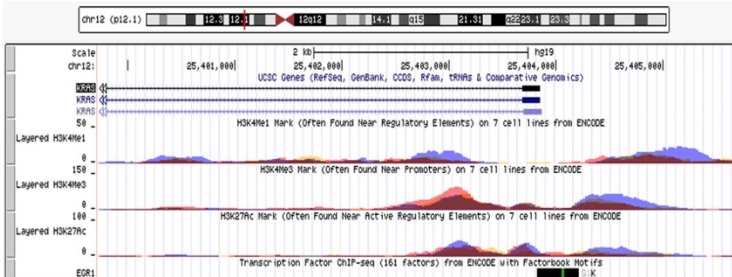 chr12 (p12.1) 12.3 12.1 12q12 14.1 q15 21.31 q22 23.1 23.3
Scale 2 kb hg19
chr12: 25,401,000 25,402,000 25,403,000 25,404,000 25,405,000
UCSC Genes (RefSeq, GenBank, CCDS, Rfam, tRNAs & Comparative Genomics)
KRAS
KRAS
KRAS
H3K4Me1 Mark (Often Found Near Regulatory Elements) on 7 cell lines from ENCODE
50
Layered H3K4Me1
0
H3K4Me3 Mark (Often Found Near Promoters) on 7 cell lines from ENCODE
150
Layered H3K4Me3
0
H3K27Ac Mark (Often Found Near Active Regulatory Elements) on 7 cell lines from ENCODE
100
Layered H3K27Ac
0
Transcription Factor ChIP-seq (161 factors) from ENCODE with Factorbook Motifs
EGR1